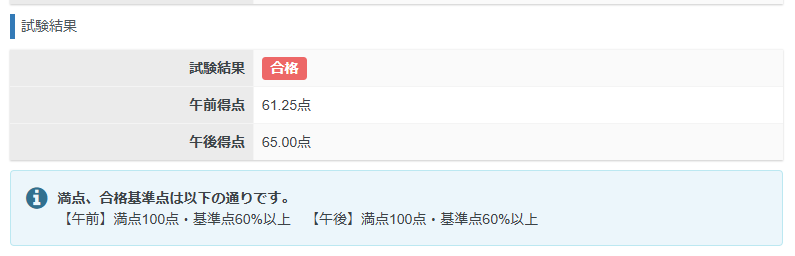 試験結果
試験結果 合格
午前得点 61.25点
午後得点 65.00点
満点、合格基準点は以下の通りです。
【午前】満点100点・基準点60%以上 【午後】満点100点・基準点60%以上